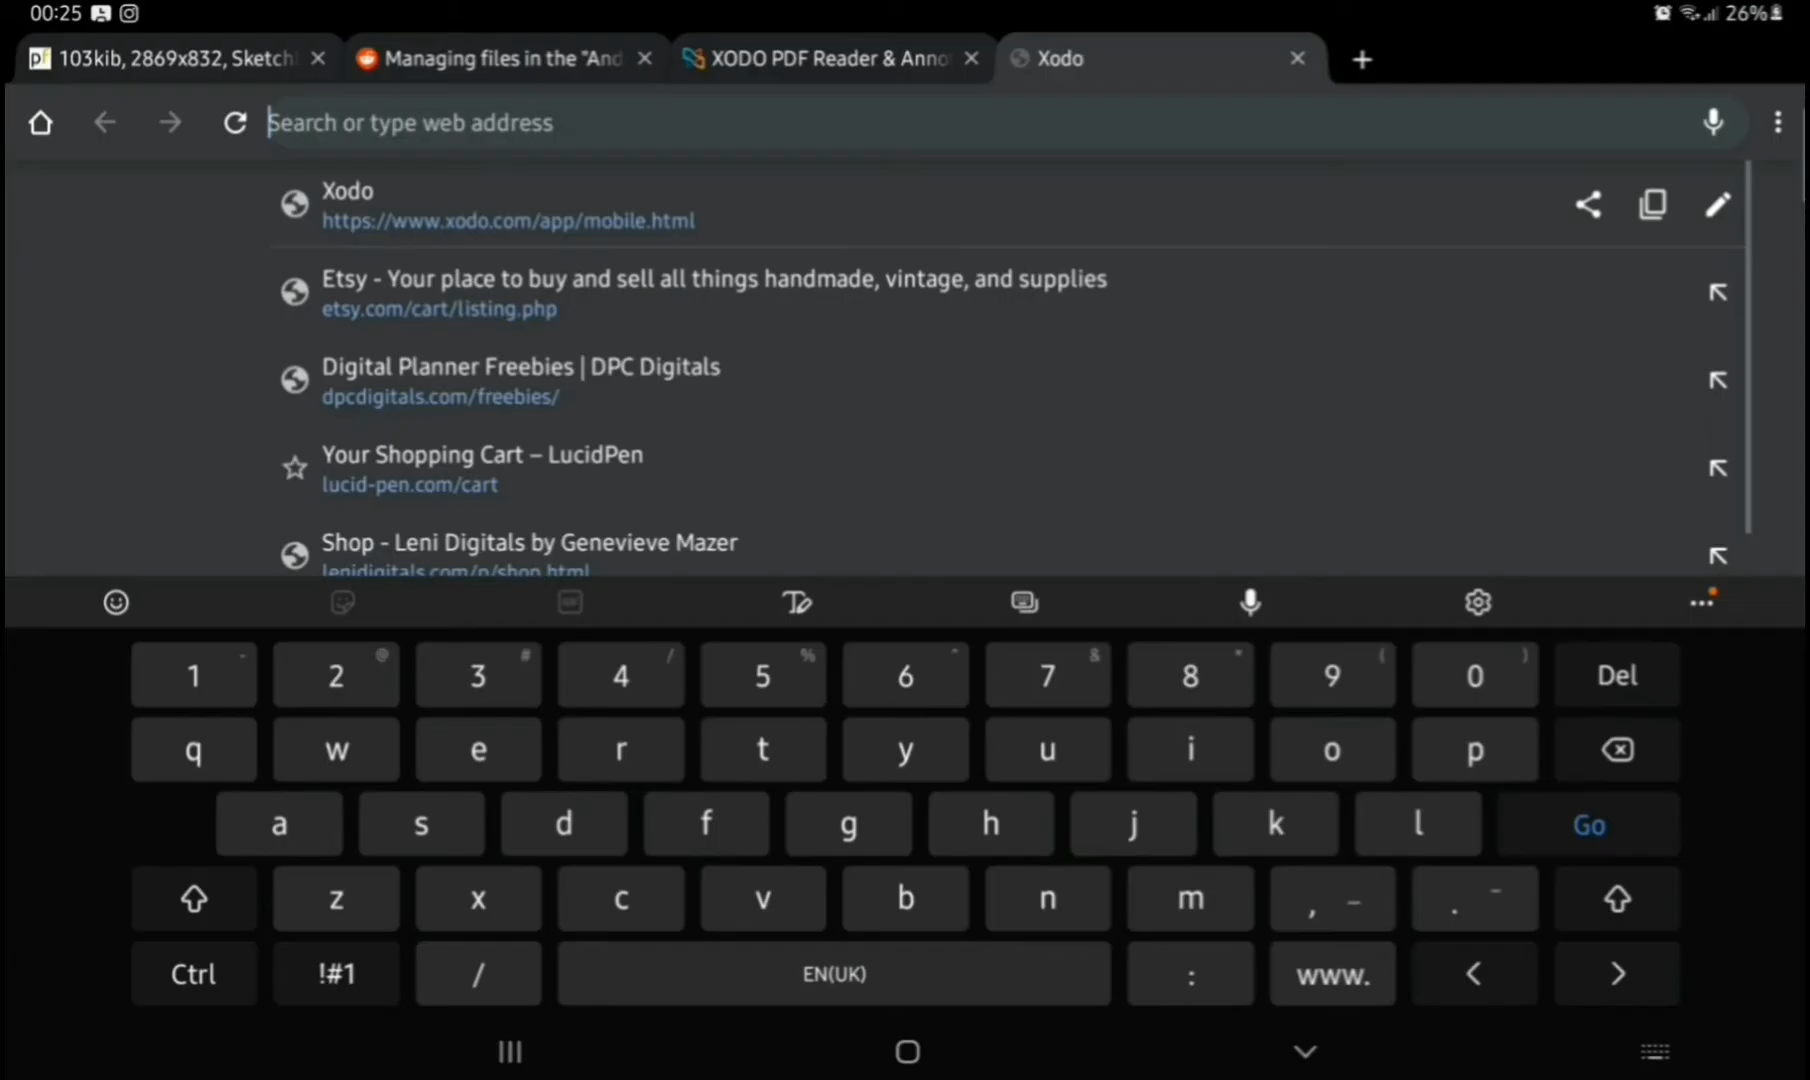 00:25 26%
103kib, 2869x832, Sketch
Managing files in the "And
XODO PDF Reader & Anno
Xodo
Search or type web address
Xodo
https://www.xodo.com/app/mobile.html
Etsy - Your place to buy and sell all things handmade, vintage, and supplies
etsy.com/cart/listing.php
Digital Planner Freebies | DPC Digitals
dpcdigitals.com/freebies/
Your Shopping Cart – LucidPen
lucid-pen.com/cart
Shop - Leni Digitals by Genevieve Mazer
lenidigitals.com/p/shop.html
1 2 @ 3 # 4 / 5 % 6 7 & 8 9 ( 0 ) Del
q w e r t y u i o p
a s d f g h j k l Go
z x c v b n m , .
Ctrl !#1 / EN(UK) : www. < >